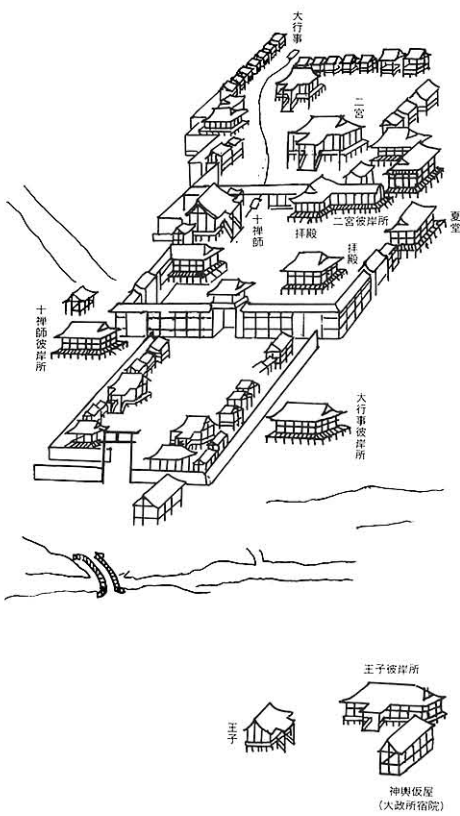 大行事
二宮
夏堂
二宮彼岸所
拝殿
十禅師
拝殿
十禅師彼岸所
大行事彼岸所
王子彼岸所
王子
神輿仮屋
(大政所宿院)